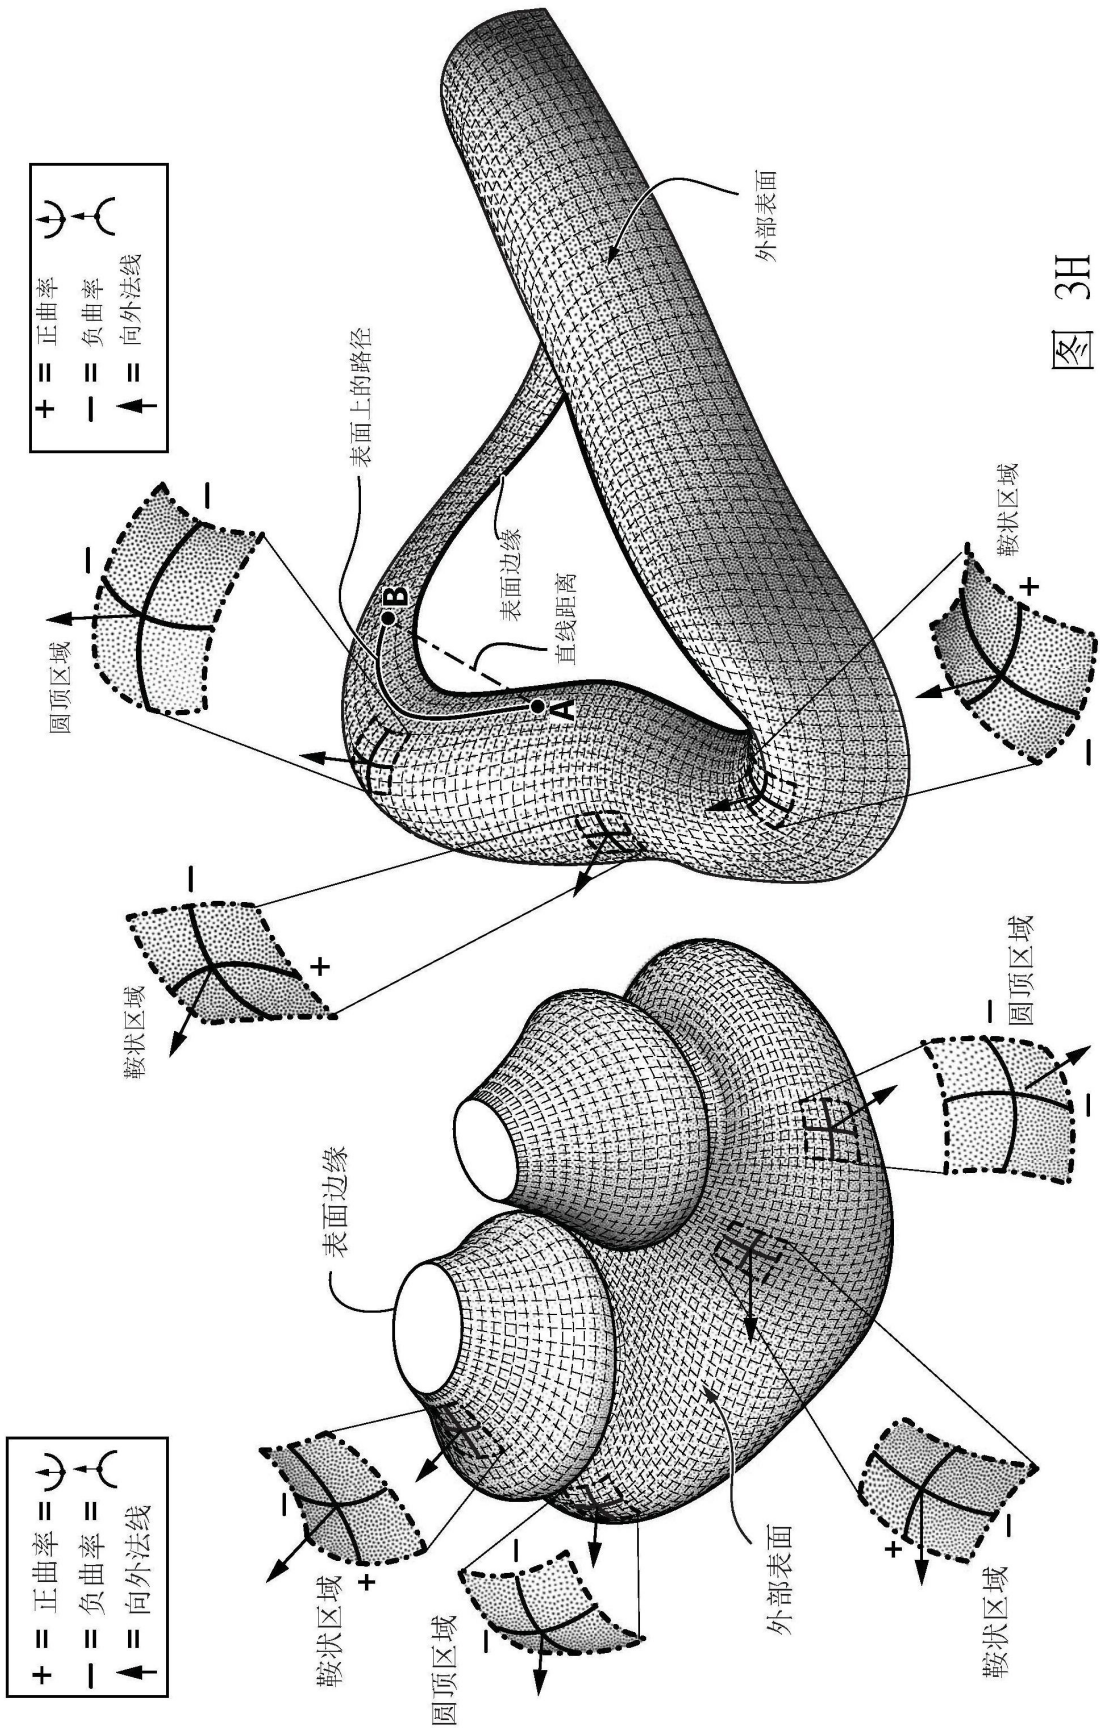 + = 正曲率 =
− = 负曲率 =
= 向外法线
鞍状区域
−
+
圆顶区域
−
−
表面边缘
外部表面
鞍状区域
+
−
圆顶区域
−
−
+ = 正曲率
− = 负曲率
= 向外法线
鞍状区域
−
+
圆顶区域
−
−
表面上的路径
B
A
表面边缘
直线距离
外部表面
鞍状区域
+
−
图 3H